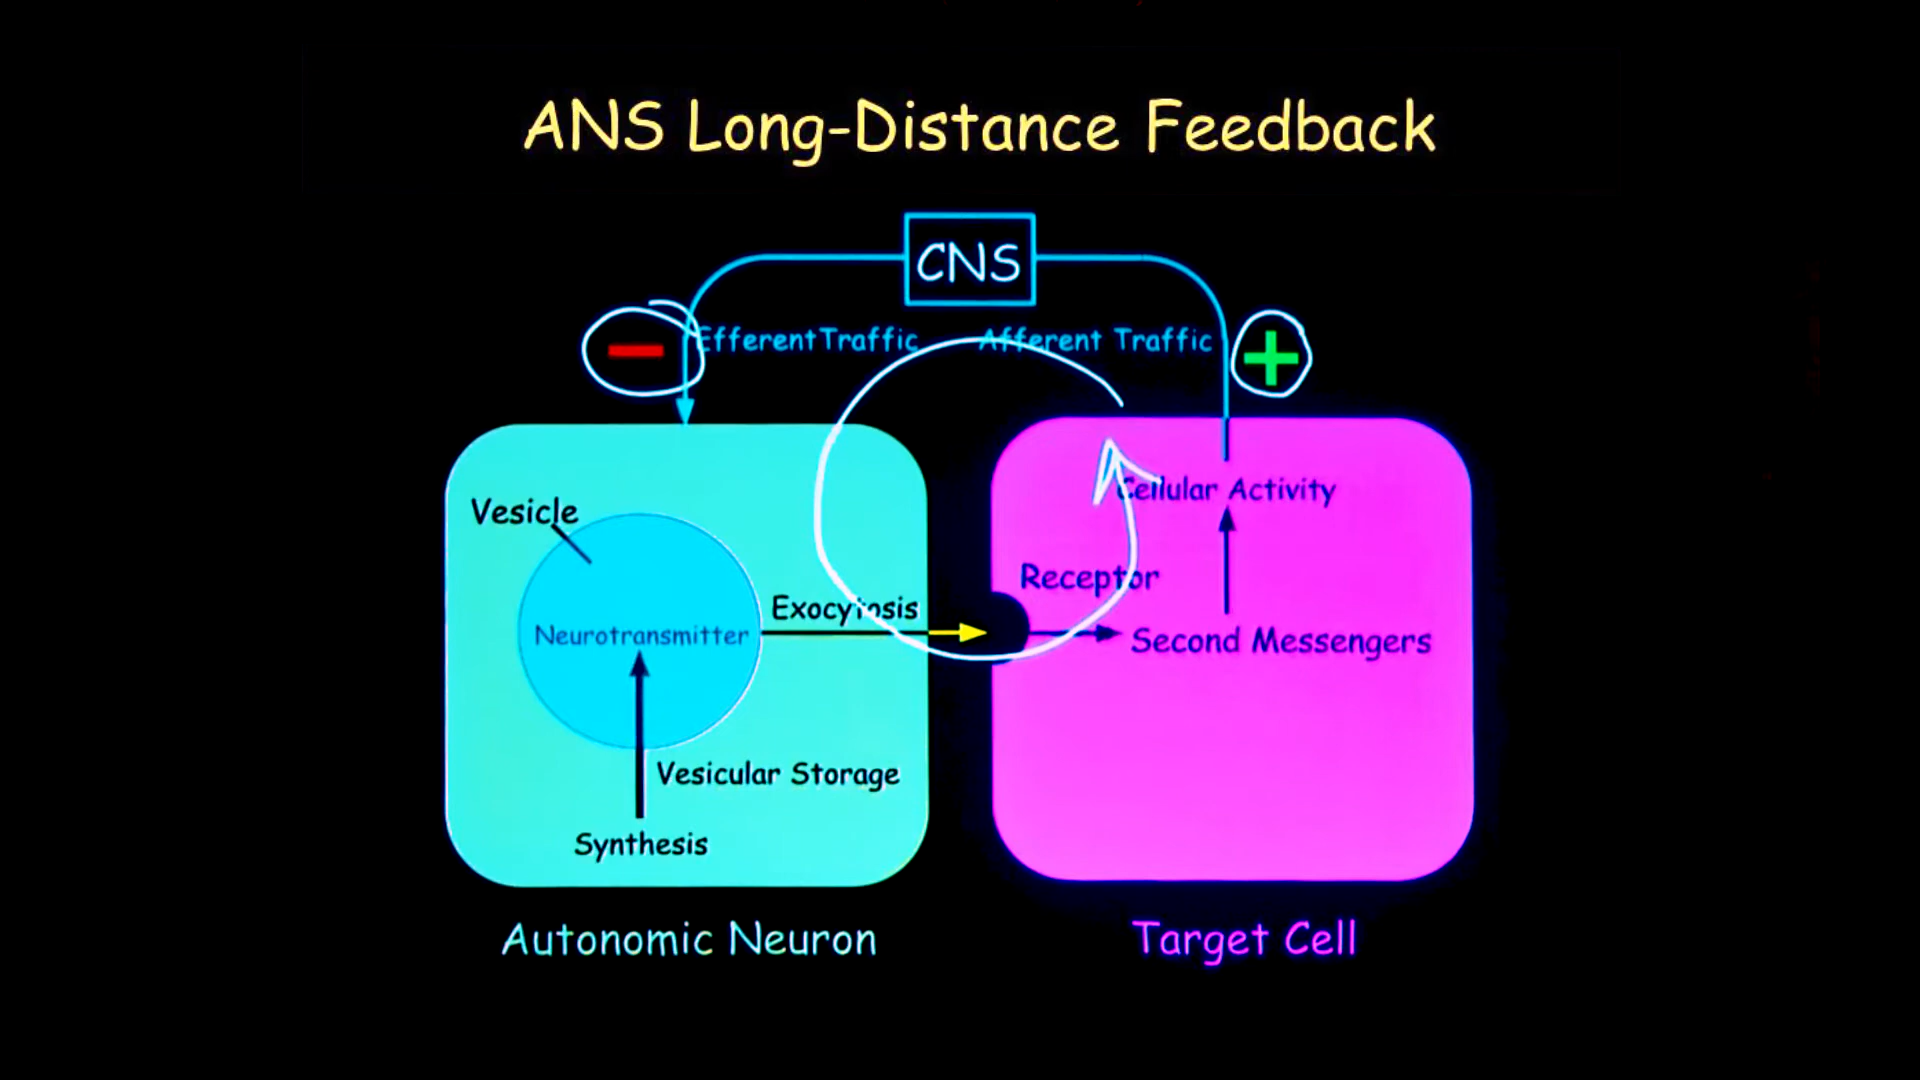 ANS Long-Distance Feedback
CNS
Efferent Traffic
Afferent Traffic
Vesicle
Cellular Activity
Receptor
Exocytosis
Neurotransmitter
Second Messengers
Vesicular Storage
Synthesis
Autonomic Neuron
Target Cell